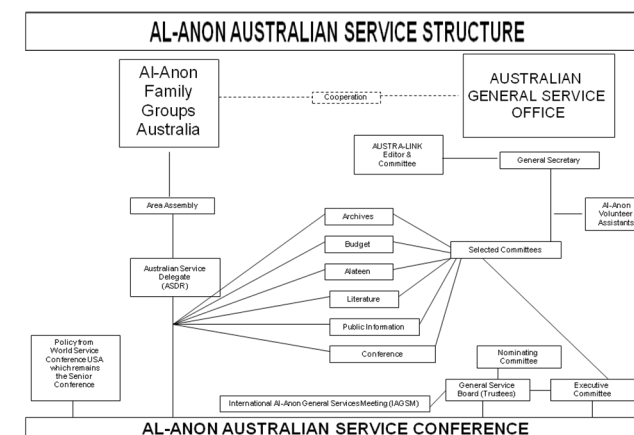 AL-ANON AUSTRALIAN SERVICE STRUCTURE
Al-Anon
Family
Groups
Australia
Cooperation
AUSTRALIAN
GENERAL SERVICE
OFFICE
AUSTRA-LINK
Editor &
Committee
General Secretary
Area Assembly
Al-Anon
Volunteer
Assistants
Archives
Budget
Selected Committees
Alateen
Australian Service
Delegate
(ASDR)
Literature
Public Information
Conference
Policy from
World Service
Conference USA
which remains
the Senior
Conference
Nominating
Committee
General Service
Board (Trustees)
Executive
Committee
International Al-Anon General Services Meeting (IAGSM)
AL-ANON AUSTRALIAN SERVICE CONFERENCE